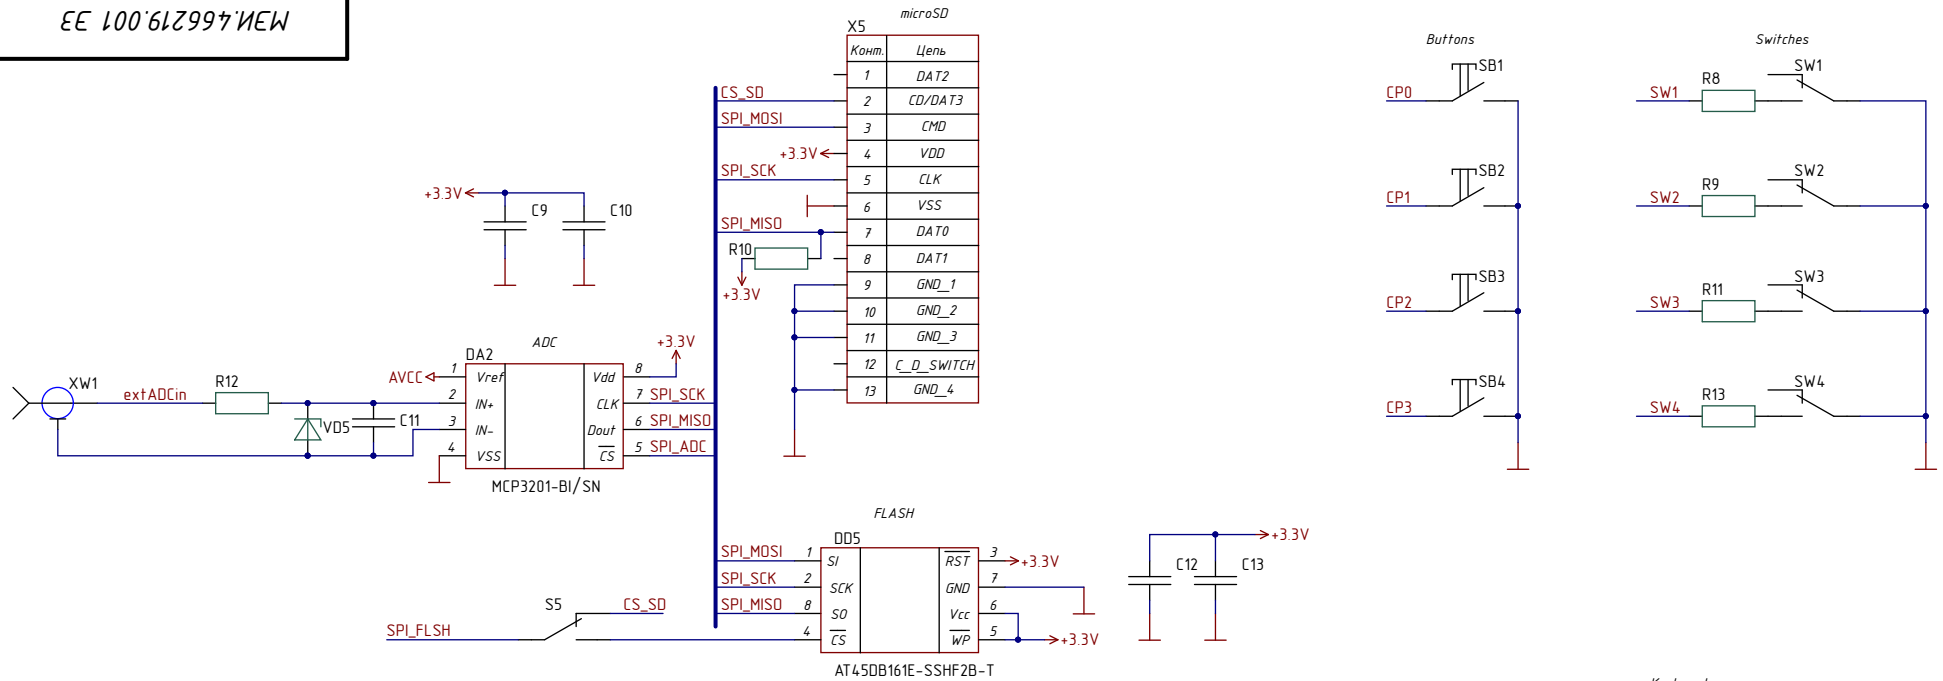 МЭИ.466219.001 ЭЗ
microSD
X5
Конт. Цепь
1 DAT2
CS_SD 2 CD/DAT3
SPI_MOSI 3 CMD
+3.3V 4 VDD
SPI_SCK 5 CLK
6 VSS
SPI_MISO 7 DAT0
R10 8 DAT1
+3.3V
9 GND_1
10 GND_2
11 GND_3
12 C_D_SWITCH
13 GND_4
+3.3V
C9 C10
ADC
DA2
+3.3V
AVCC 1 Vref Vdd 8
XW1 extADCin R12 2 IN+ CLK 7 SPI_SCK
VD5 C11 3 IN- Dout 6 SPI_MISO
4 VSS CS 5 SPI_ADC
MCP3201-BI/SN
FLASH
DD5
SPI_MOSI 1 SI RST 3 +3.3V
SPI_SCK 2 SCK GND 7
SPI_MISO 8 SO Vcc 6
4 CS WP 5 +3.3V
AT45DB161E-SSHF2B-T
S5 CS_SD
SPI_FLSH
+3.3V
C12 C13
Buttons
SB1
CP0
SB2
CP1
SB3
CP2
SB4
CP3
Switches
SW1 R8 SW1
SW2 R9 SW2
SW3 R11 SW3
SW4 R13 SW4